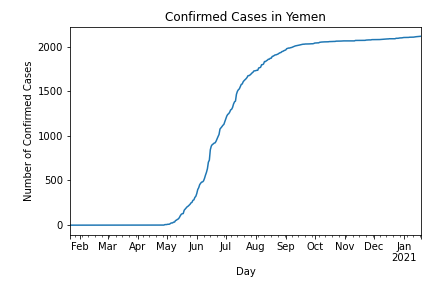 Confirmed Cases in Yemen
Number of Confirmed Cases
2000
1500
1000
500
0
Feb Mar Apr May Jun Jul Aug Sep Oct Nov Dec Jan
2021
Day